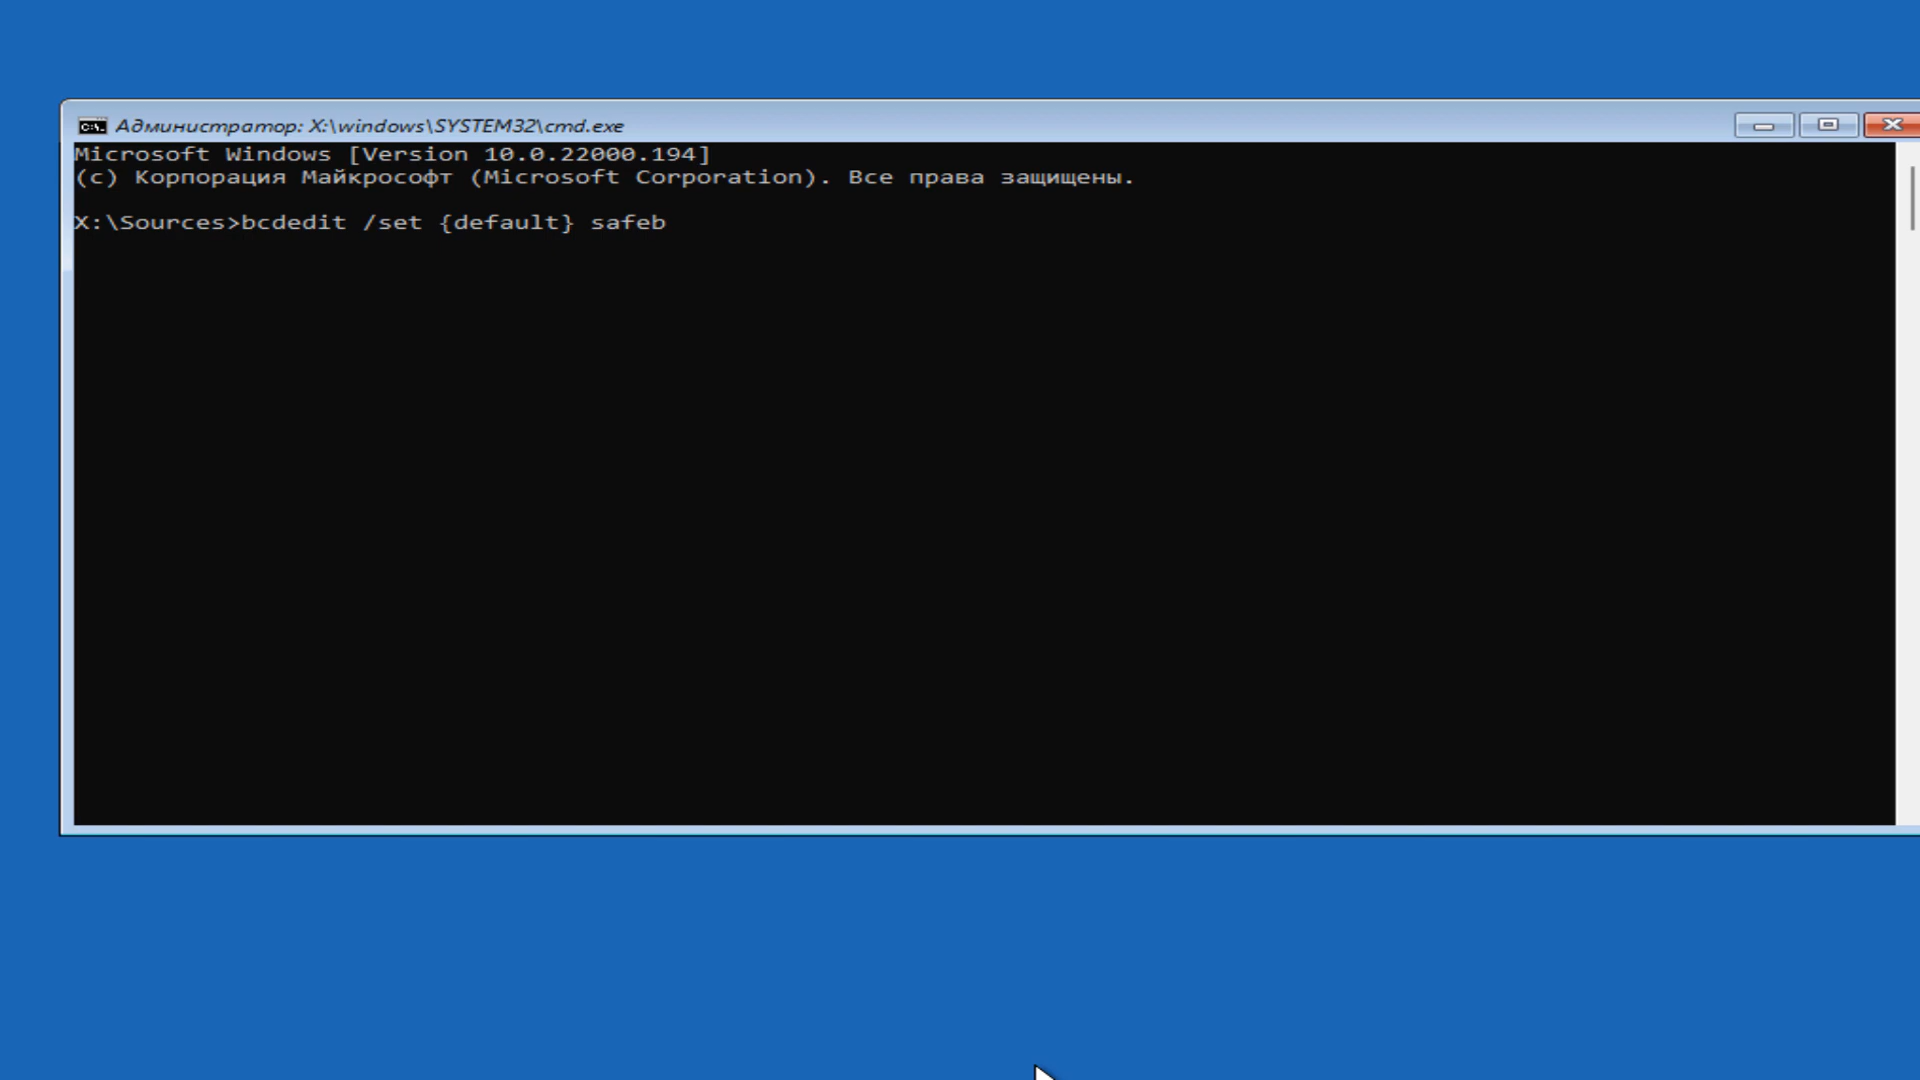 Администратор: X:\windows\SYSTEM32\cmd.exe
Microsoft Windows [Version 10.0.22000.194]
(c) Корпорация Майкрософт (Microsoft Corporation). Все права защищены.
X:\Sources>bcdedit /set {default} safeb